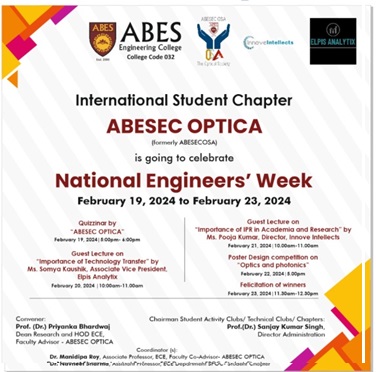 ABES
Engineering College
College Code 032
ABESEC OSA
InnoveIntellects
ELPIS ANALYTIX
International Student Chapter
ABESEC OPTICA
(formerly ABESECOSA)
is going to celebrate
National Engineers' Week
February 19, 2024 to February 23, 2024
Quizzinar by
"ABESEC OPTICA"
February 19, 2024| 5:00pm- 6:00pm
Guest Lecture on
"Importance of Technology Transfer" by
Ms. Somya Kaushik, Associate Vice President,
Elpis Analytix
February 20, 2024 |10:00am-11.00am
Guest Lecture on
"Importance of IPR in Academia and Research" by
Ms. Pooja Kumar, Director, Innove Intellects
February 21, 2024 |10:00am-11.00am
Poster Design competition on
"Optics and photonics"
February 22, 2024 | 5:00pm
Felicitation of winners
February 23, 2024 | 11.30am-12.30pm
Convener:
Prof. (Dr.) Priyanka Bhardwaj
Dean Research and HOD ECE,
Faculty Advisor - ABESEC OPTICA
Chairman Student Activity Clubs/ Technical Clubs/ Chapters:
Prof.(Dr.) Sanjay Kumar Singh,
Director Administration
Coordinator (s):
Dr. Manidipa Roy, Associate Professor, ECE, Faculty Co-Advisor- ABESEC OPTICA